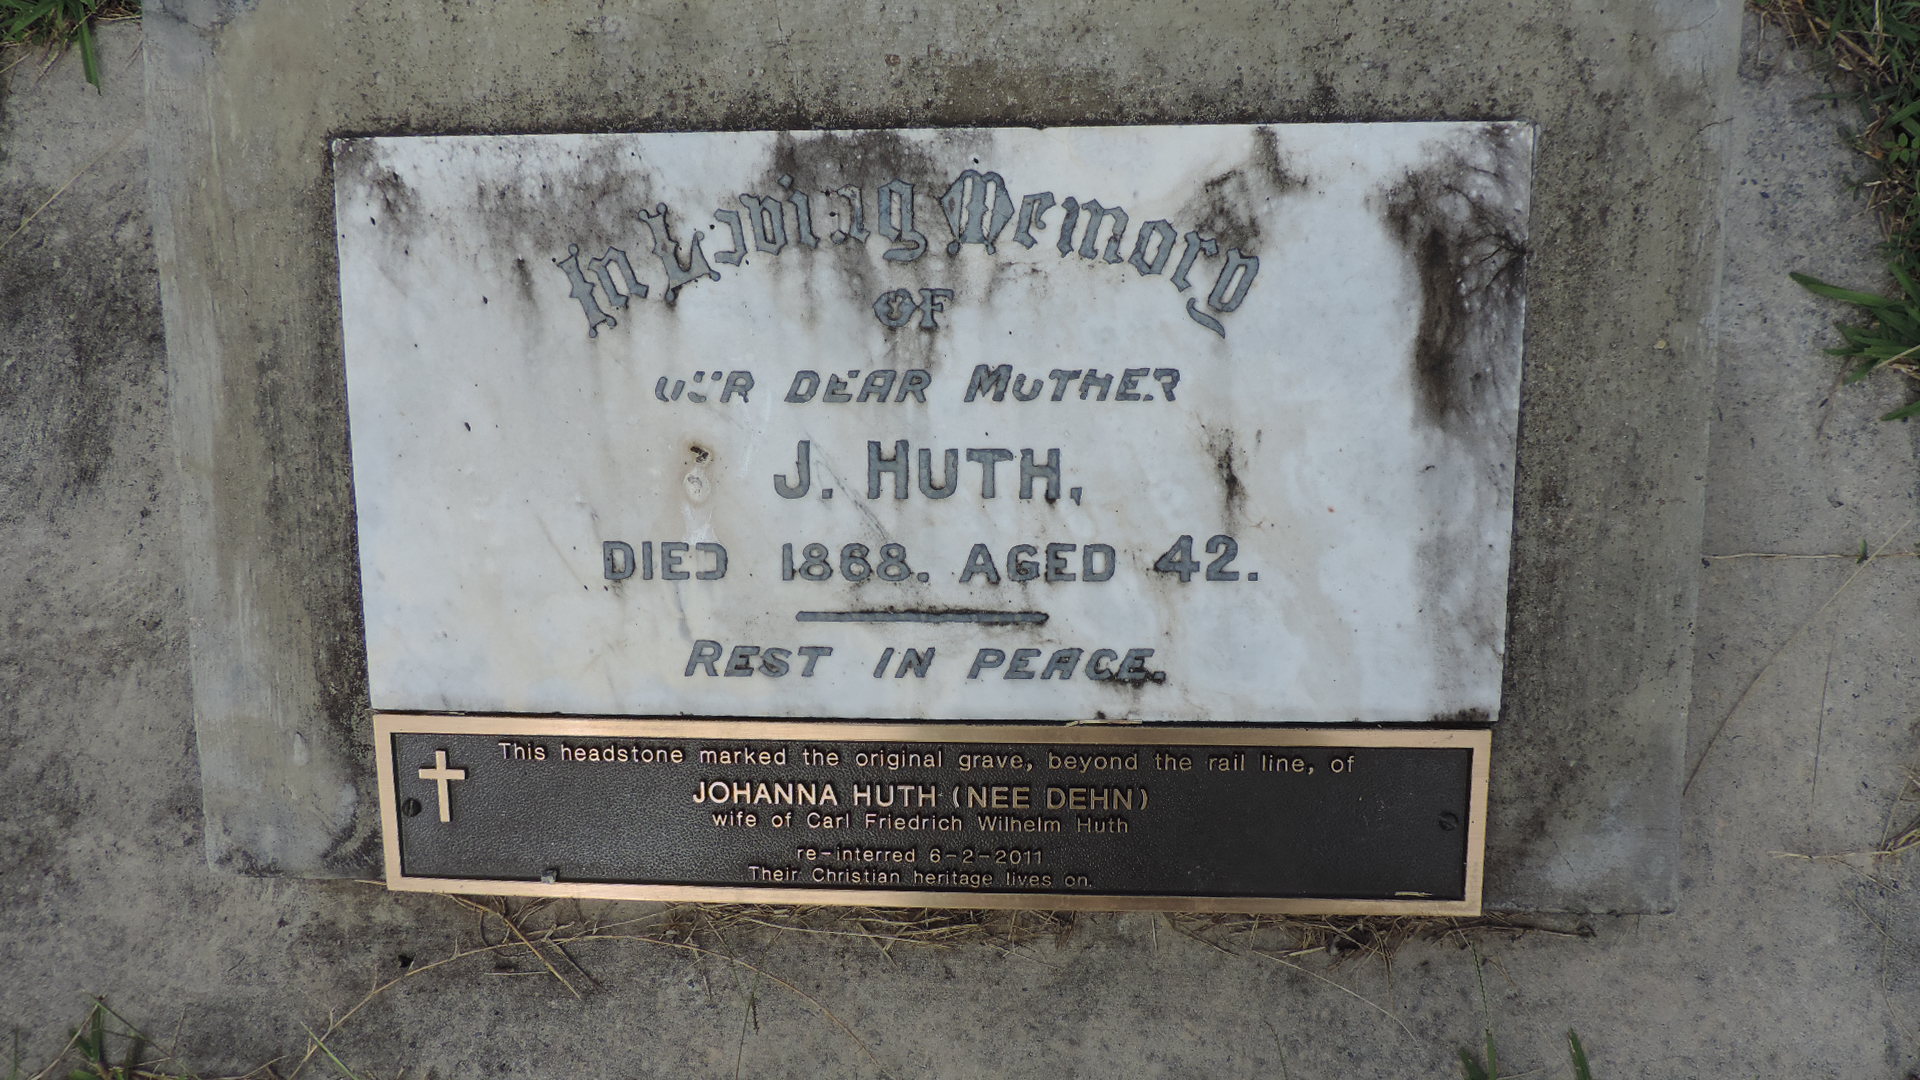 In Loving Memory
OF
OUR DEAR MOTHER
J. HUTH,
DIED 1868. AGED 42.
REST IN PEACE.
This headstone marked the original grave, beyond the rail line, of
JOHANNA HUTH (NEE DEHN)
wife of Carl Friedrich Wilhelm Huth
re-interred 6-2-2011
Their Christian heritage lives on.